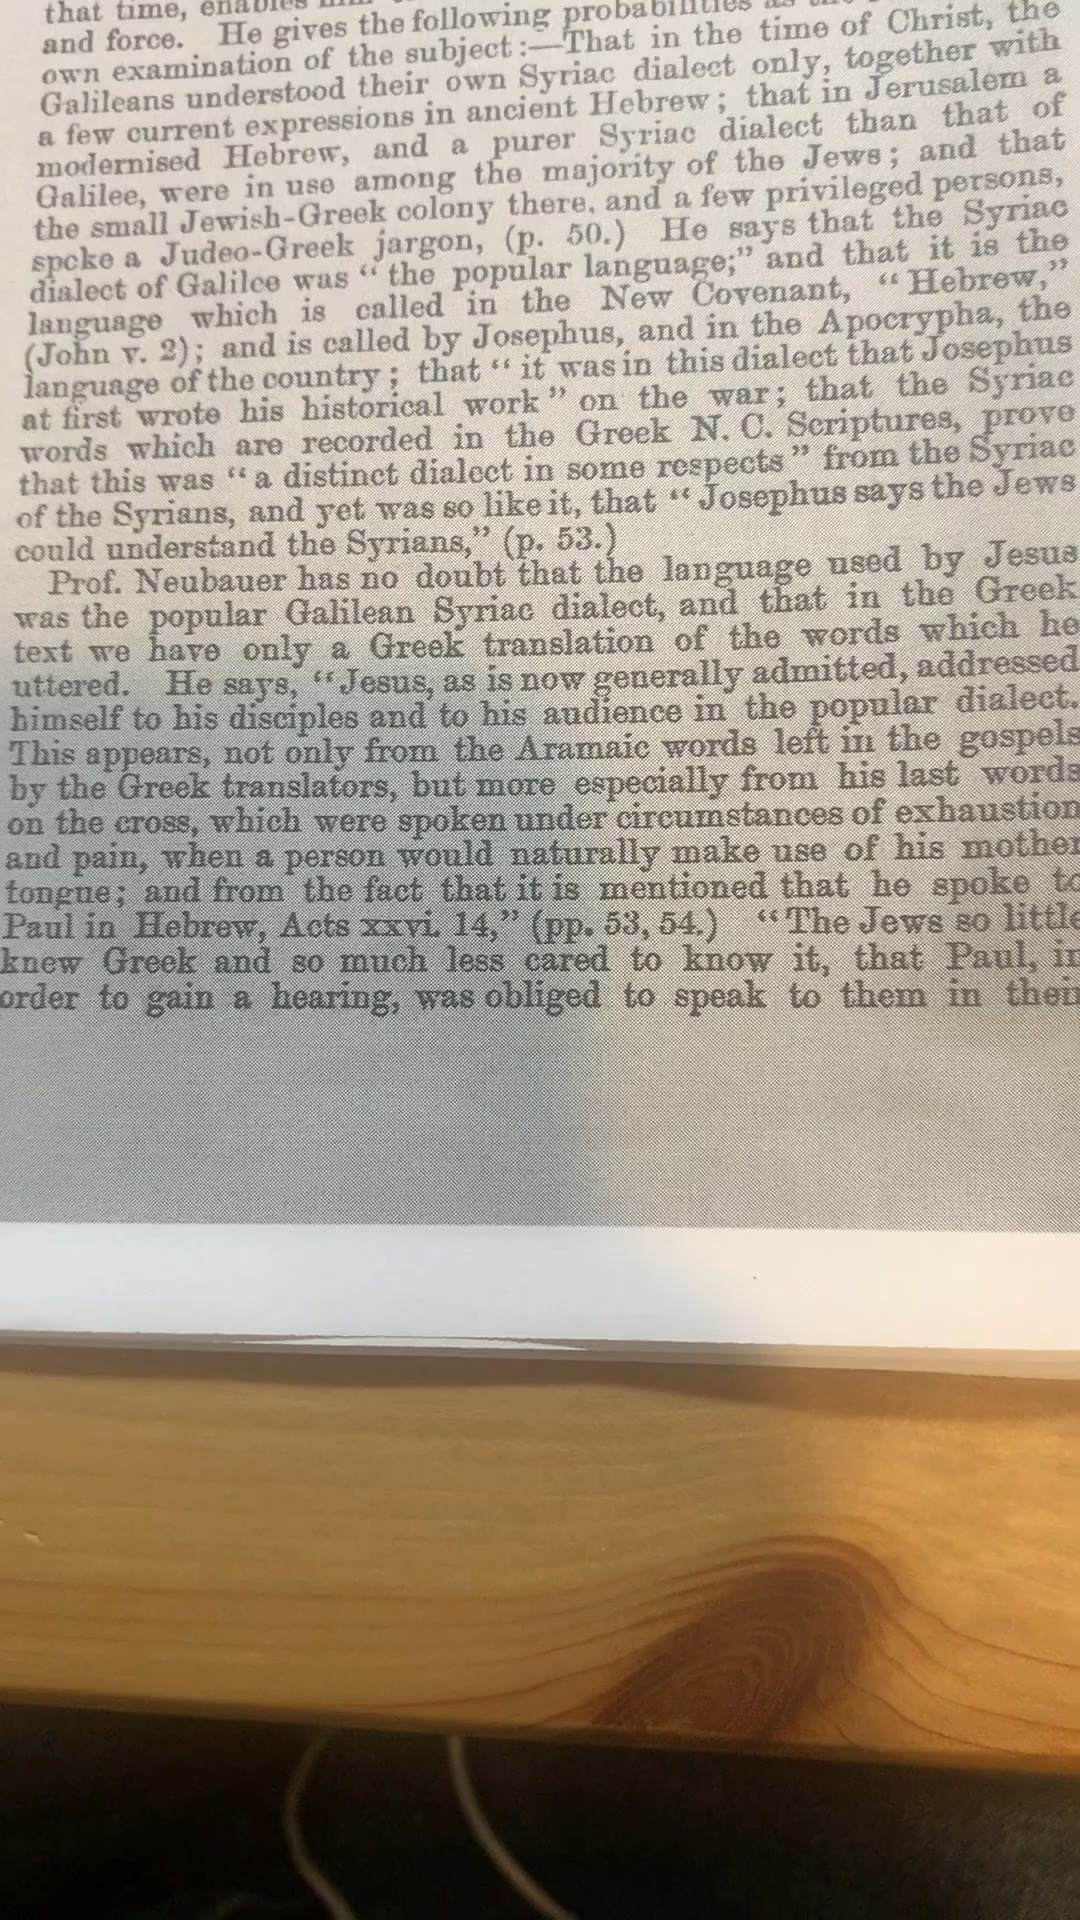 that time, enables
and force. He gives the following probabilities as the
own examination of the subject:—That in the time of Christ, the
Galileans understood their own Syriac dialect only, together with
a few current expressions in ancient Hebrew; that in Jerusalem a
modernised Hebrew, and a purer Syriac dialect than that of
Galilee, were in use among the majority of the Jews; and that
the small Jewish-Greek colony there, and a few privileged persons,
spoke a Judeo-Greek jargon, (p. 50.) He says that the Syriac
dialect of Galilee was “the popular language;” and that it is the
language which is called in the New Covenant, “Hebrew,”
(John v. 2); and is called by Josephus, and in the Apocrypha, the
language of the country; that “it was in this dialect that Josephus
at first wrote his historical work” on the war; that the Syriac
words which are recorded in the Greek N. C. Scriptures, prove
that this was “a distinct dialect in some respects” from the Syriac
of the Syrians, and yet was so like it, that “Josephus says the Jews
could understand the Syrians,” (p. 53.)
Prof. Neubauer has no doubt that the language used by Jesus
was the popular Galilean Syriac dialect, and that in the Greek
text we have only a Greek translation of the words which he
uttered. He says, “Jesus, as is now generally admitted, addressed
himself to his disciples and to his audience in the popular dialect.
This appears, not only from the Aramaic words left in the gospels
by the Greek translators, but more especially from his last words
on the cross, which were spoken under circumstances of exhaustion
and pain, when a person would naturally make use of his mother
tongue; and from the fact that it is mentioned that he spoke to
Paul in Hebrew, Acts xxvi. 14,” (pp. 53, 54.) “The Jews so little
knew Greek and so much less cared to know it, that Paul, in
order to gain a hearing, was obliged to speak to them in their